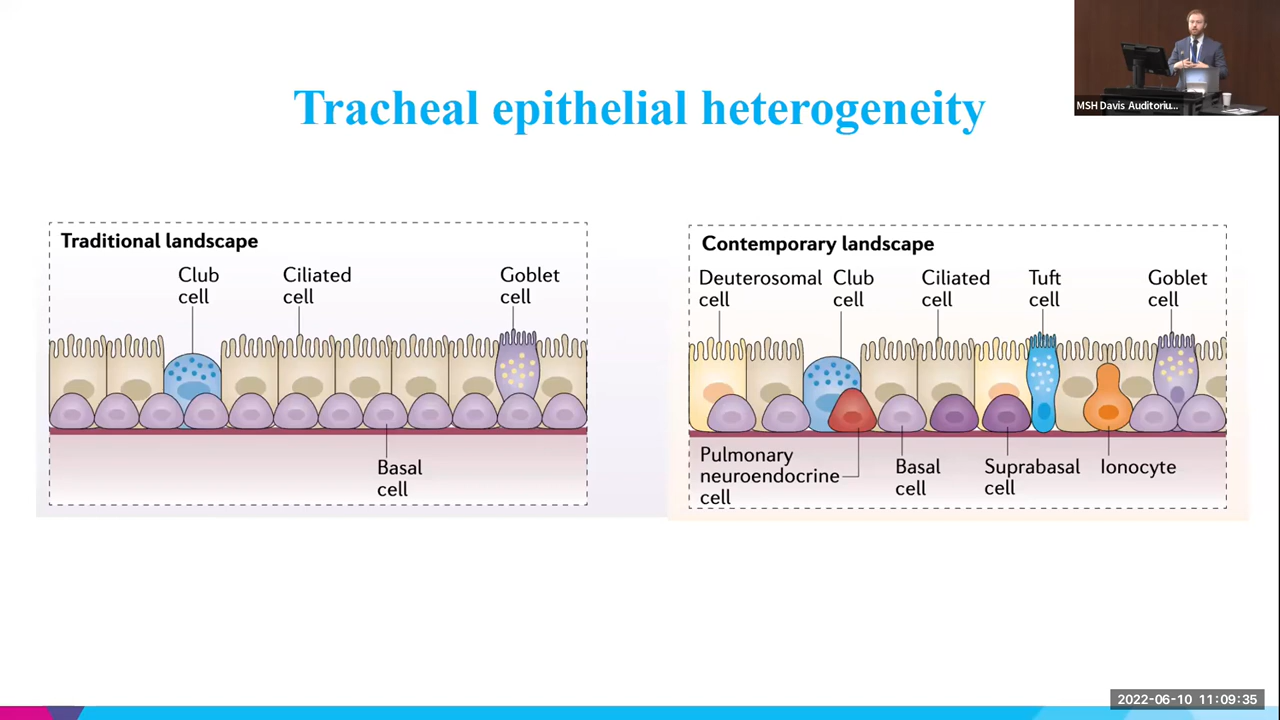 MSH Davis Auditoriu...
Tracheal epithelial heterogeneity
Traditional landscape
Club
cell
Ciliated
cell
Goblet
cell
Basal
cell
Contemporary landscape
Deuterosomal
cell
Club
cell
Ciliated
cell
Tuft
cell
Goblet
cell
Pulmonary
neuroendocrine
cell
Basal
cell
Suprabasal
cell
Ionocyte
2022-06-10 11:09:35